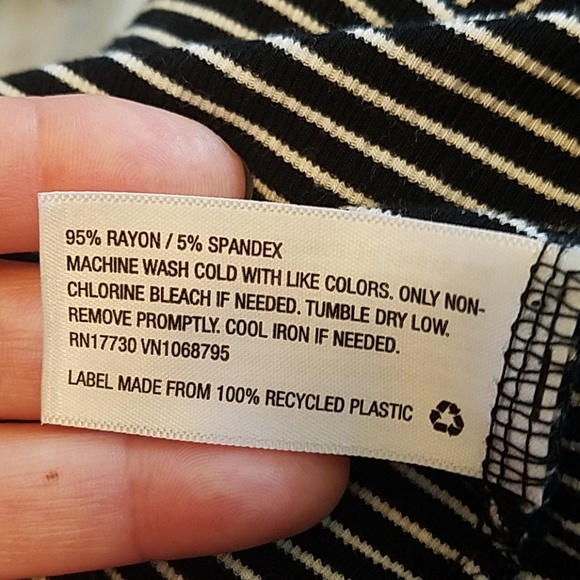 95% RAYON / 5% SPANDEX
MACHINE WASH COLD WITH LIKE COLORS. ONLY NON-
CHLORINE BLEACH IF NEEDED. TUMBLE DRY LOW,
REMOVE PROMPTLY. COOL IRON IF NEEDED.
RN17730 VN1068795
LABEL MADE FROM 100% RECYCLED PLASTIC